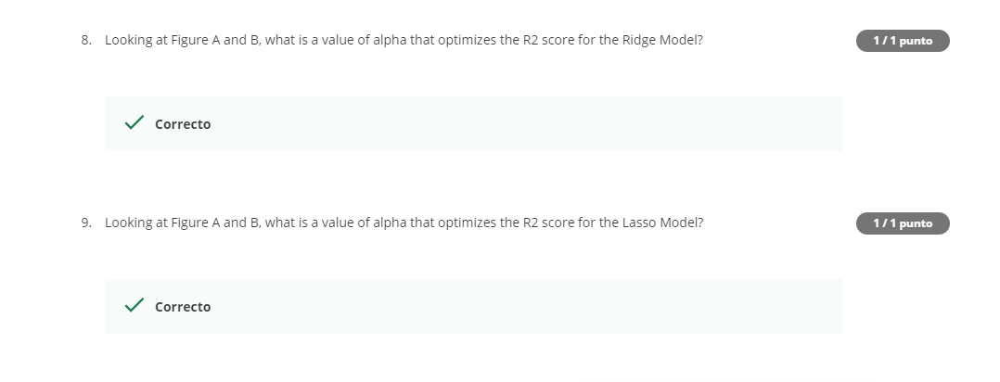 8. Looking at Figure A and B, what is a value of alpha that optimizes the R2 score for the Ridge Model?
1 / 1 punto
Correcto
9. Looking at Figure A and B, what is a value of alpha that optimizes the R2 score for the Lasso Model?
1 / 1 punto
Correcto